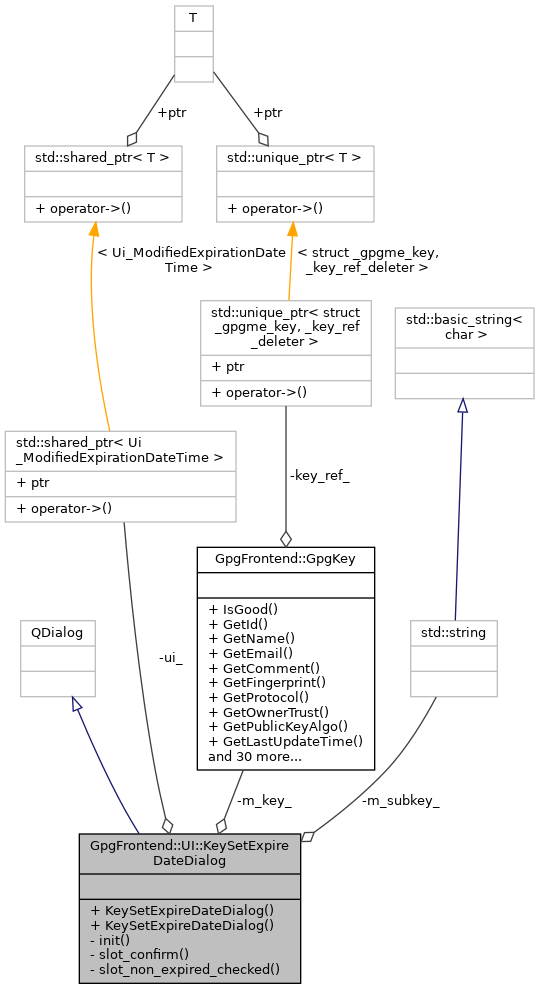 T
+ptr
+ptr
std::shared_ptr< T >
+ operator->()
std::unique_ptr< T >
+ operator->()
< Ui_ModifiedExpirationDate
Time >
< struct _gpgme_key,
_key_ref_deleter >
std::unique_ptr< struct
_gpgme_key, _key_ref
_deleter >
+ ptr
+ operator->()
std::basic_string<
char >
std::shared_ptr< Ui
_ModifiedExpirationDateTime >
+ ptr
+ operator->()
-key_ref_
GpgFrontend::GpgKey
+ IsGood()
+ GetId()
+ GetName()
+ GetEmail()
+ GetComment()
+ GetFingerprint()
+ GetProtocol()
+ GetOwnerTrust()
+ GetPublicKeyAlgo()
+ GetLastUpdateTime()
and 30 more...
QDialog
std::string
-ui_
-m_key_
-m_subkey_
GpgFrontend::UI::KeySetExpire
DateDialog
+ KeySetExpireDateDialog()
+ KeySetExpireDateDialog()
- init()
- slot_confirm()
- slot_non_expired_checked()